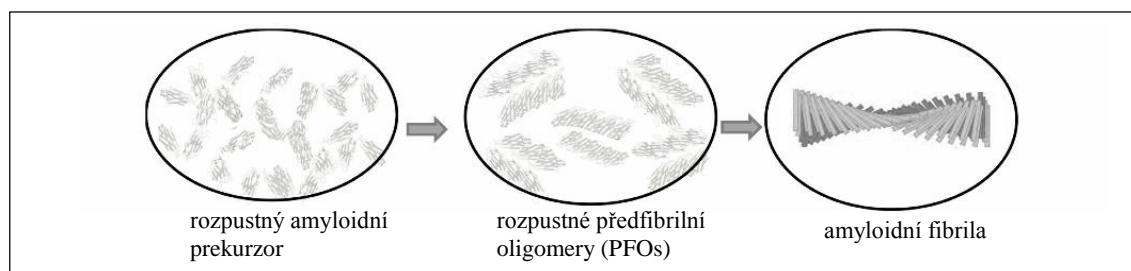 rozpustný amyloidní
prekurzor
rozpustné předfibrilní
oligomery (PFOs)
amyloidní fibrila